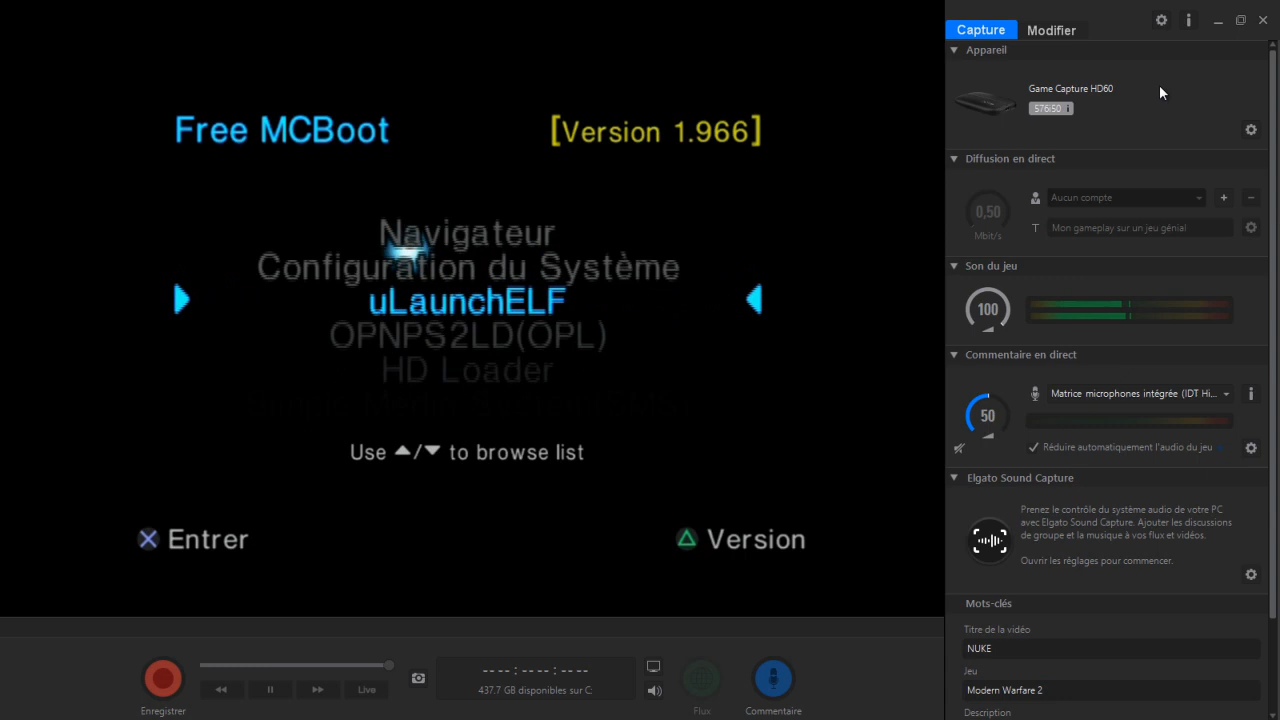 Capture Modifier
Appareil
Game Capture HD60
576i50 i
Free MCBoot [Version 1.966]
Navigateur
Configuration du Système
uLaunchELF
OPNPS2LD(OPL)
HD Loader
Use ▲/▼ to browse list
Entrer Version
Diffusion en direct
0,50
Mbit/s
Aucun compte
Mon gameplay sur un jeu génial
Son du jeu
100
Commentaire en direct
50
Matrice microphones intégrée (IDT Hi...
Réduire automatiquement l'audio du jeu
Elgato Sound Capture
Prenez le contrôle du système audio de votre PC
avec Elgato Sound Capture. Ajouter les discussions
de groupe et la musique à vos flux et vidéos.
Ouvrir les réglages pour commencer.
Mots-clés
Titre de la vidéo
NUKE
Jeu
Modern Warfare 2
Description
Live
-- -- : -- -- : -- --
437.7 GB disponibles sur C:
Enregistrer
Flux
Commentaire